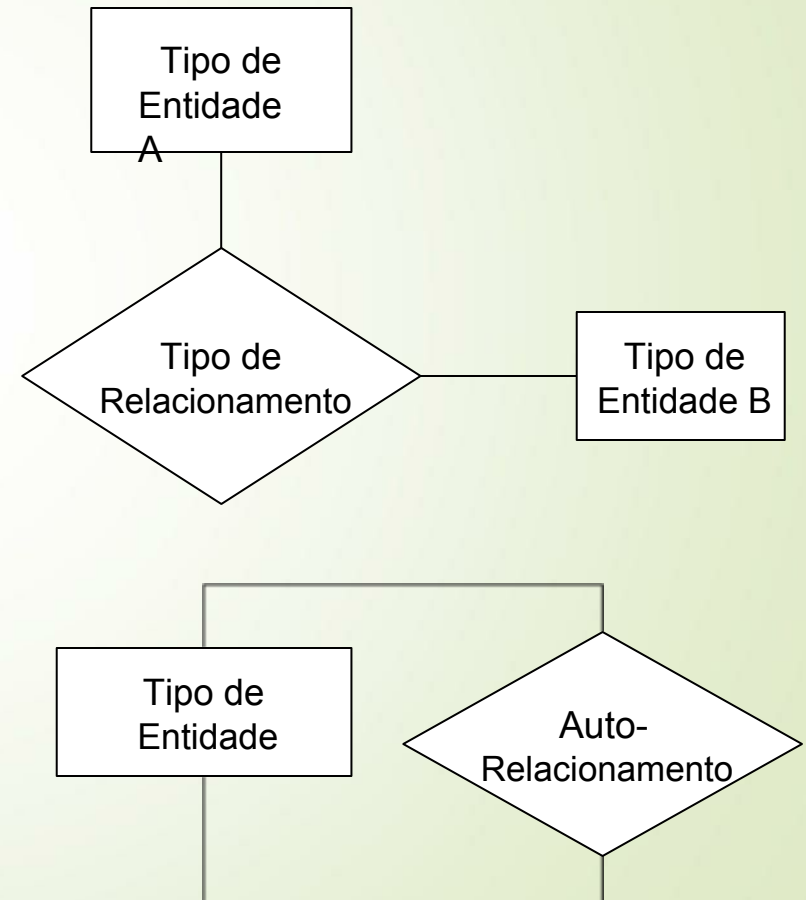 Tipo de
Entidade
A
Tipo de
Relacionamento
Tipo de
Entidade B
Tipo de
Entidade
Auto-
Relacionamento